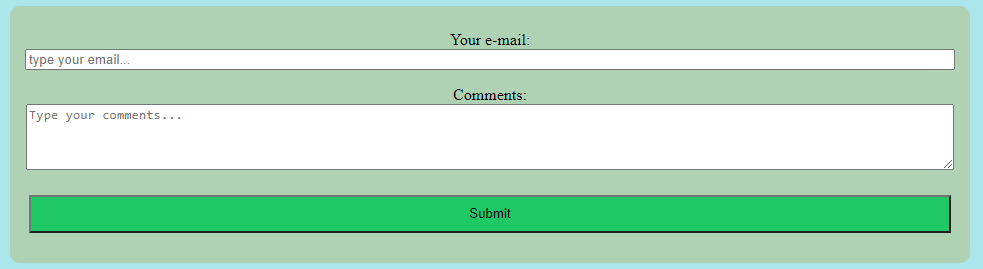 Your e-mail:
type your email...
Comments:
Type your comments...
Submit